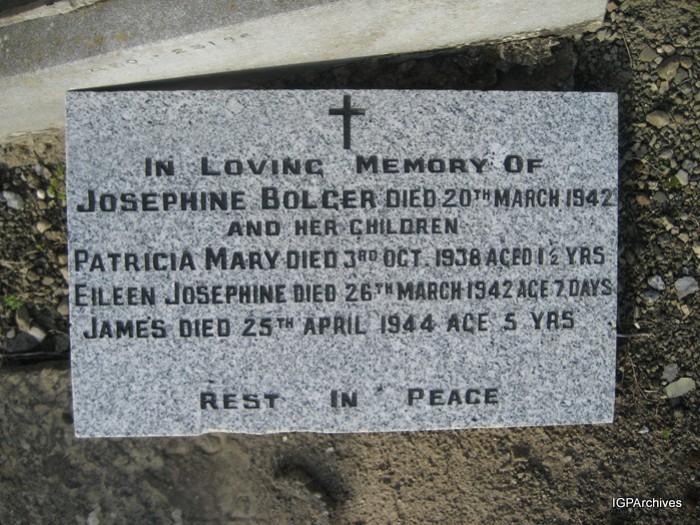 In Loving Memory Of
Josephine Bolger died 20th March 1942
and her children
Patricia Mary died 3rd Oct. 1938 aged 1½ yrs
Eileen Josephine died 26th March 1942 age 7 days
James died 25th April 1944 age 5 yrs
Rest In Peace
IGPArchives